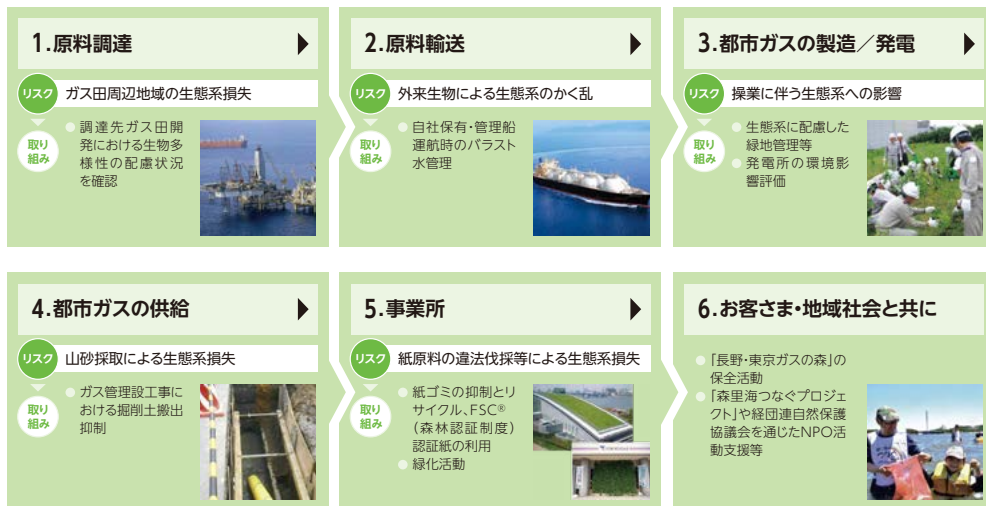 1.原料調達
リスク
ガス田周辺地域の生態系損失
取り
組み
調達先ガス田開
発における生物多
様性の配慮状況
を確認
2.原料輸送
リスク
外来生物による生態系のかく乱
取り
組み
自社保有・管理船
運航時のバラスト
水管理
3.都市ガスの製造／発電
リスク
操業に伴う生態系への影響
取り
組み
生態系に配慮した
緑地管理等
発電所の環境影
響評価
4.都市ガスの供給
リスク
山砂採取による生態系損失
取り
組み
ガス管埋設工事に
おける掘削土搬出
抑制
5.事業所
リスク
紙原料の違法伐採等による生態系損失
取り
組み
紙ゴミの抑制とリ
サイクル、FSC®
（森林認証制度）
認証紙の利用
緑化活動
6.お客さま・地域社会と共に
「長野・東京ガスの森」の
保全活動
「森里海つなぐプロジェ
クト」や経団連自然保護
協議会を通じたNPO活
動支援等